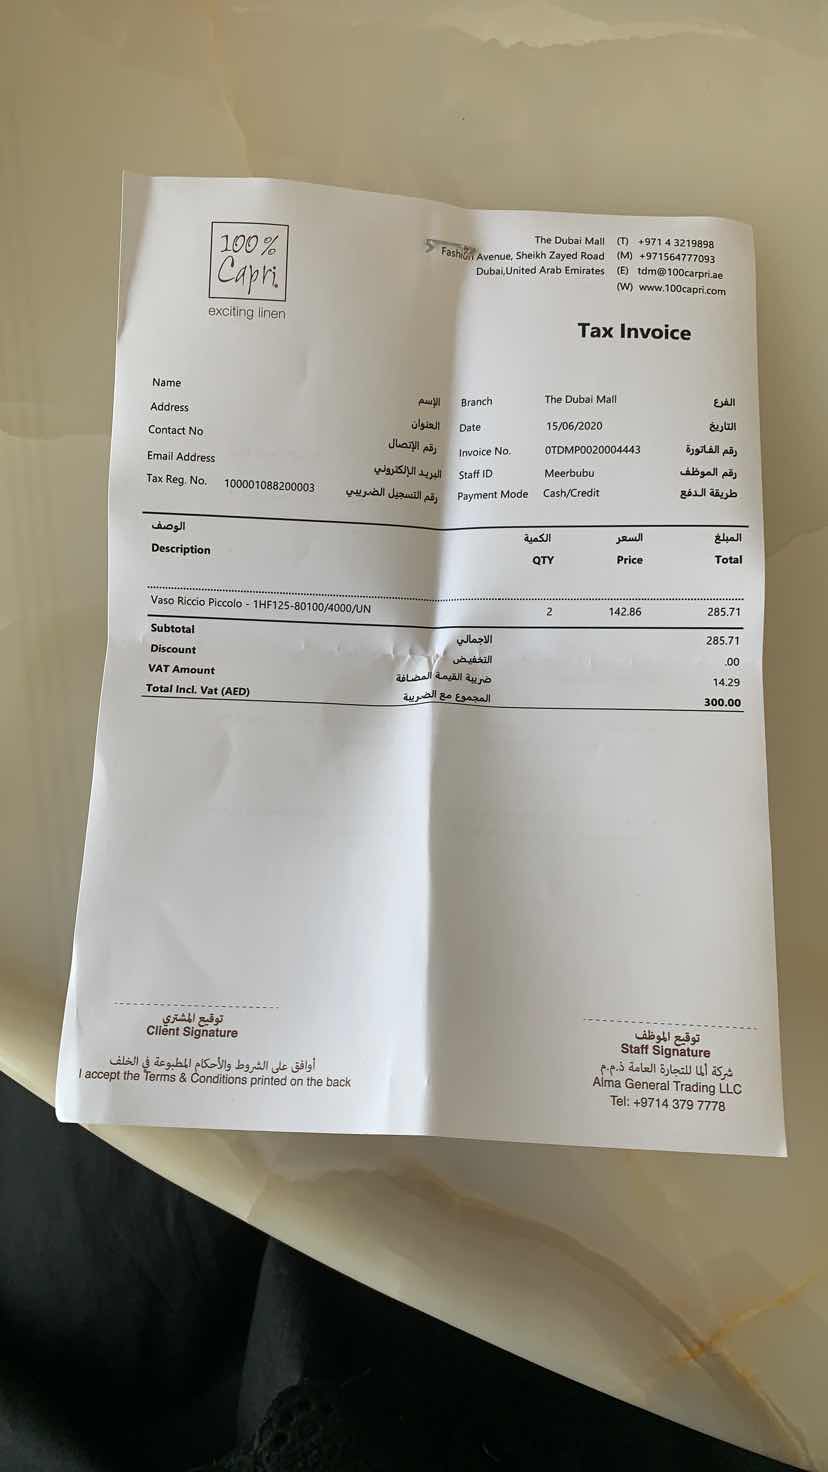 100%
Capri.
exciting linen
The Dubai Mall (T) +971 4 3219898
Fashion Avenue, Sheikh Zayed Road (M) +971564777093
Dubai,United Arab Emirates (E) tdm@100carpri.ae
(W) www.100capri.com
Tax Invoice
Name الإسم
Address العنوان
Contact No رقم الإتصال
Email Address البريد الإلكتروني
Tax Reg. No. 100001088200003 رقم التسجيل الضريبي
Branch The Dubai Mall الفرع
Date 15/06/2020 التاريخ
Invoice No. 0TDMP0020004443 رقم الفاتورة
Staff ID Meerbubu رقم الموظف
Payment Mode Cash/Credit طريقة الدفع
الوصف الكمية السعر المبلغ
Description QTY Price Total
Vaso Riccio Piccolo - 1HF125-80100/4000/UN 2 142.86 285.71
Subtotal الاجمالي 285.71
Discount التخفيض .00
VAT Amount ضريبة القيمة المضافة 14.29
Total Incl. Vat (AED) المجموع مع الضريبة 300.00
توقيع المشتري
Client Signature
أوافق على الشروط والأحكام المطبوعة في الخلف
I accept the Terms & Conditions printed on the back
توقيع الموظف
Staff Signature
شركة ألما للتجارة العامة ذ.م.م
Alma General Trading LLC
Tel: +9714 379 7778